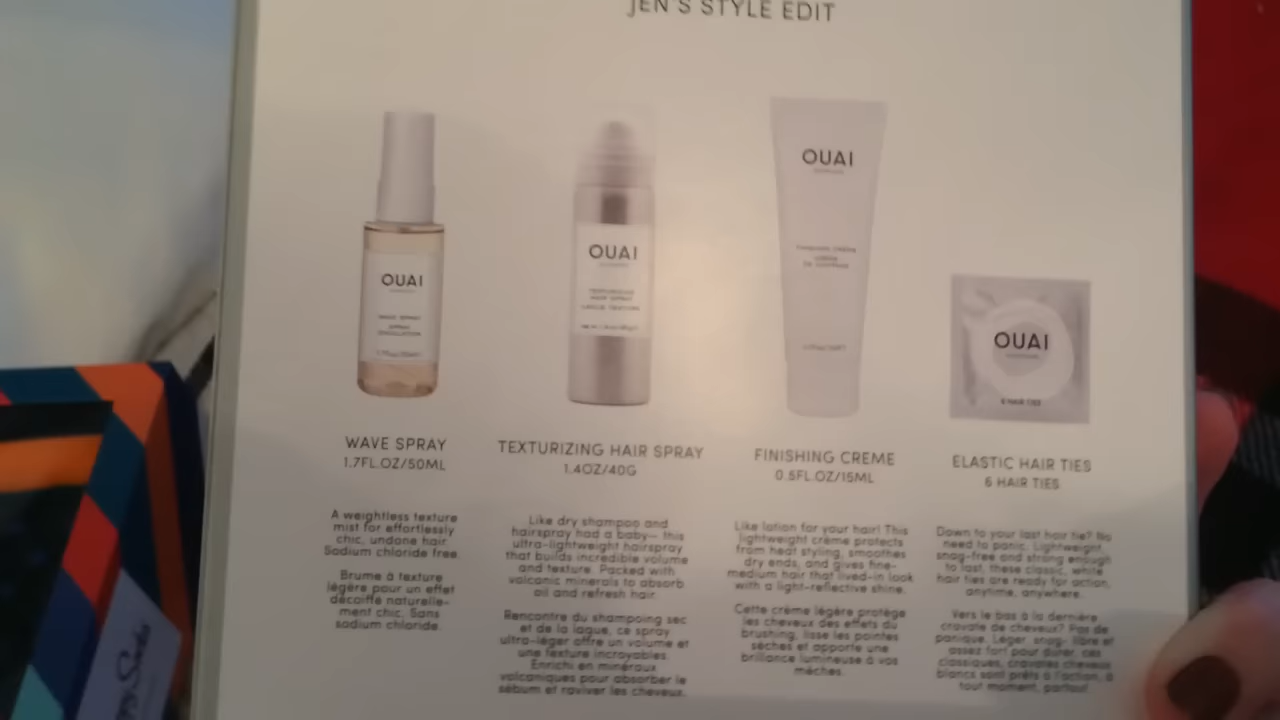 JEN'S STYLE EDIT
OUAI
OUAI
OUAI
OUAI
6 HAIR TIES
WAVE SPRAY
1.7FL.OZ/50ML
A weightless texture
mist for effortlessly
chic, undone hair.
Sodium chloride free.
Brume à texture
légère pour un effet
décoiffé naturelle-
ment chic. Sans
sodium chloride.
TEXTURIZING HAIR SPRAY
1.4OZ/40G
Like dry shampoo and
hairspray had a baby— this
ultra-lightweight hairspray
that builds incredible volume
and texture. Packed with
volcanic minerals to absorb
oil and refresh hair.
Rencontre du shampoing sec
et de la laque, ce spray
ultra-léger offre un volume et
une texture incroyables.
Enrichi en minéraux
volcaniques pour absorber le
sébum et raviver les cheveux.
FINISHING CREME
0.5FL.OZ/15ML
Like lotion for your hair! This
lightweight crème protects
from heat styling, smoothes
dry ends, and gives fine-
medium hair that lived-in look
with a light-reflective shine.
Cette crème légère protège
les cheveux des effets du
brushing, lisse les pointes
sèches et apporte une
brillance lumineuse à vos
mèches.
ELASTIC HAIR TIES
6 HAIR TIES
Down to your last hair tie? No
need to panic. Lightweight,
snag-free and strong enough
to last, these classic, white
hair ties are ready for action,
anytime, anywhere.
Vers le bas à la dernière
cravate de cheveux? Pas de
panique. Léger, snag- libre et
assez fort pour durer, ces
classiques, cravates cheveux
blancs sont prêts à l'action, à
tout moment, partout.